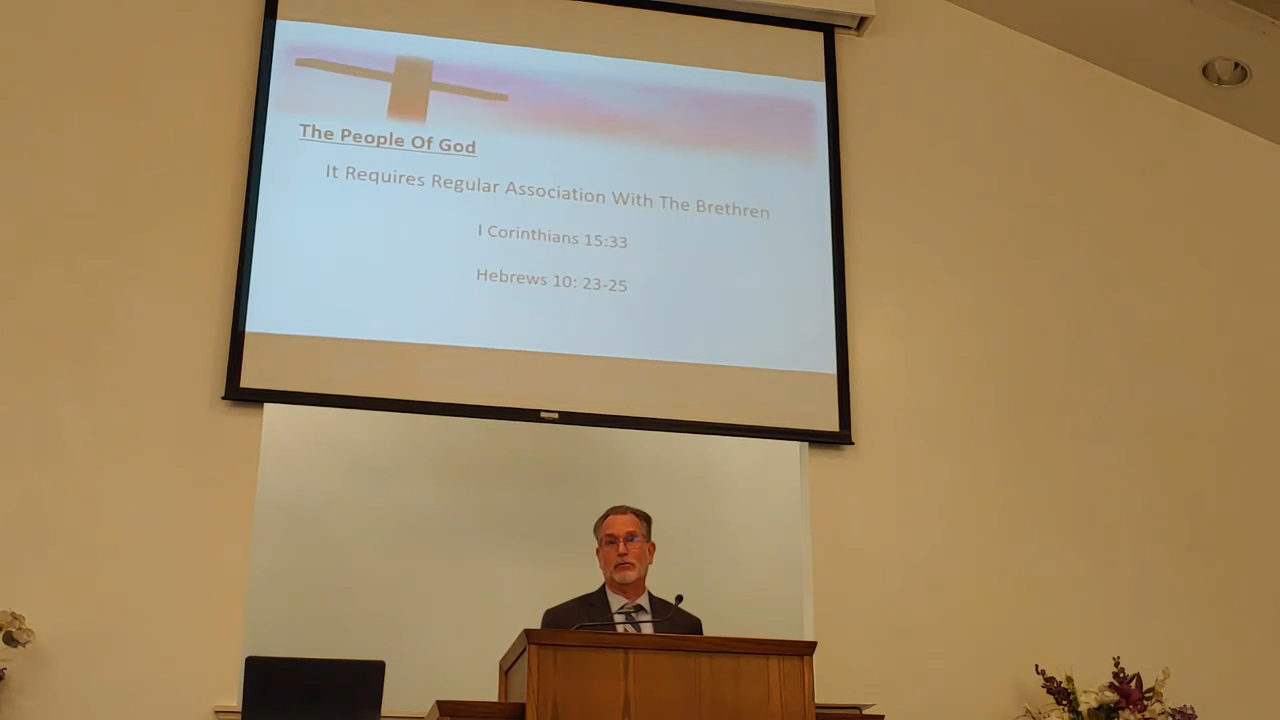 The People Of God
It Requires Regular Association With The Brethren
I Corinthians 15:33
Hebrews 10: 23-25